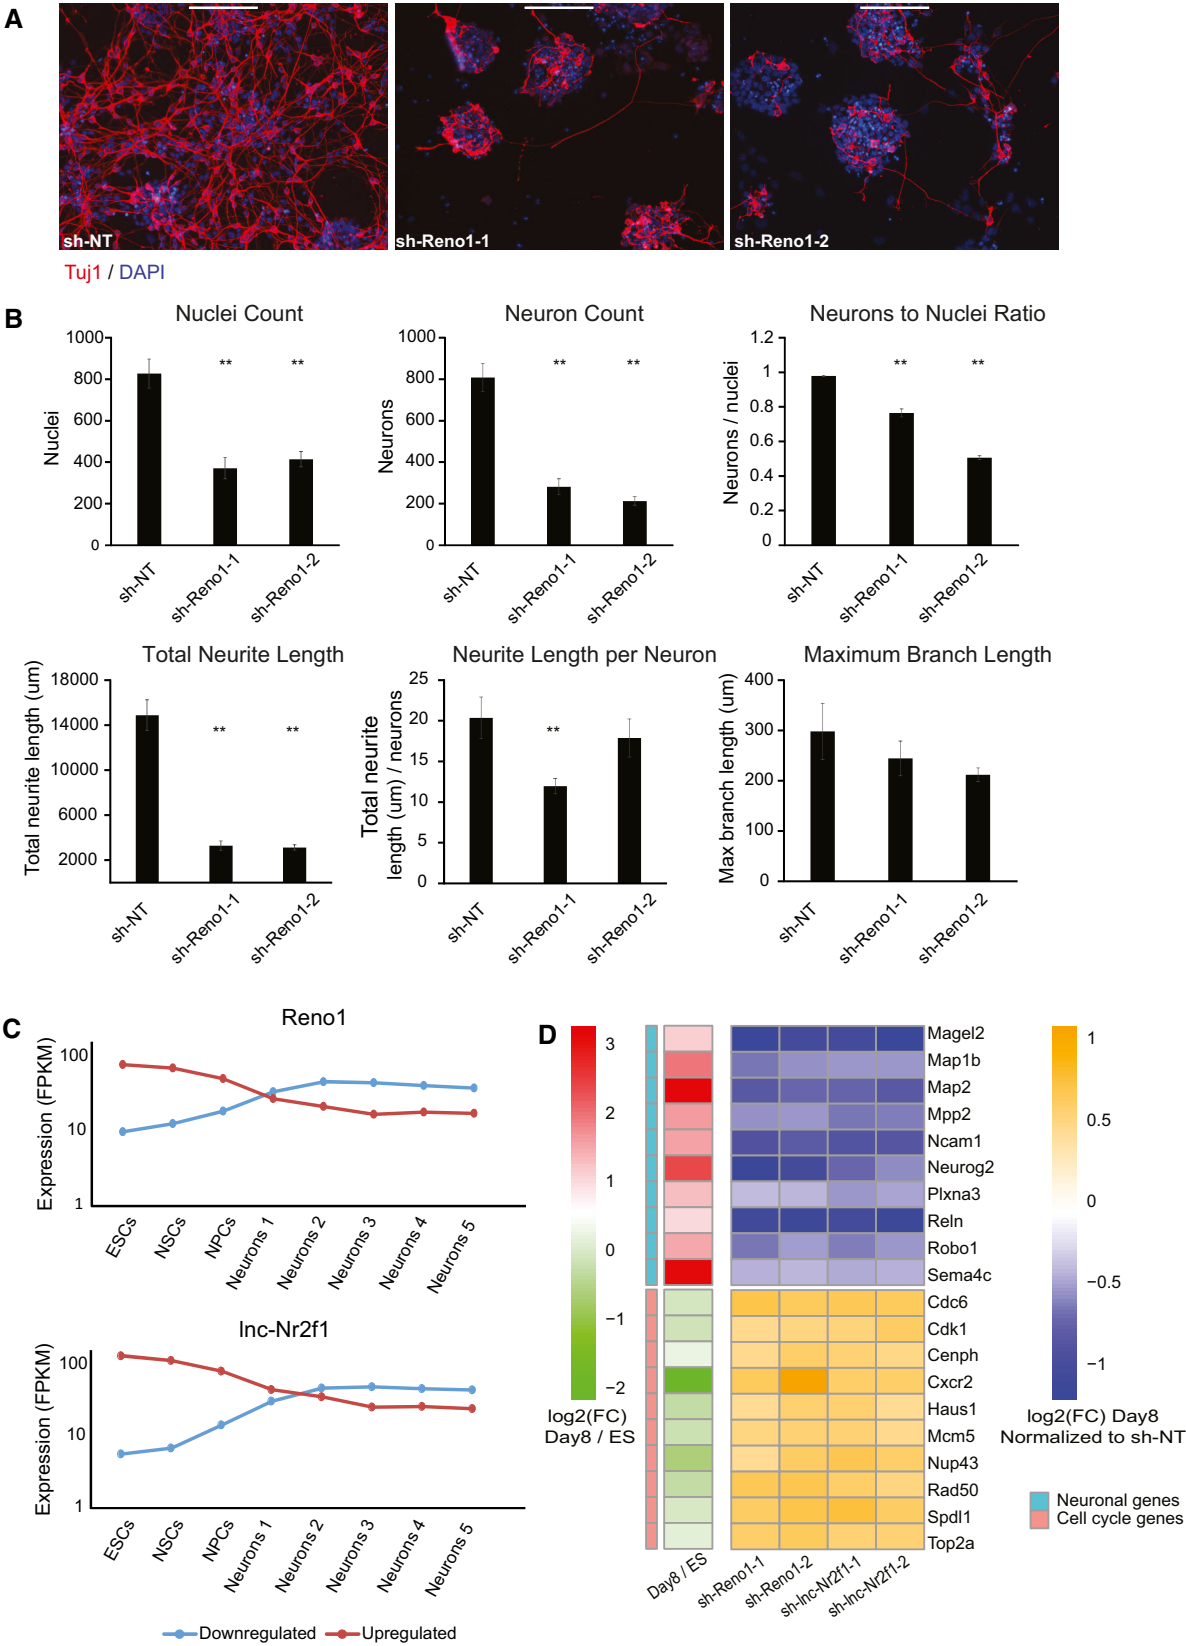 A
sh-NT
sh-Reno1-1
sh-Reno1-2
Tuj1 / DAPI
B
Nuclei Count
Nuclei
1000
800
600
400
200
0
**
**
sh-NT
sh-Reno1-1
sh-Reno1-2
Neuron Count
Neurons
1000
800
600
400
200
0
**
**
sh-NT
sh-Reno1-1
sh-Reno1-2
Neurons to Nuclei Ratio
Neurons / nuclei
1.2
1
0.8
0.6
0.4
0.2
0
**
**
sh-NT
sh-Reno1-1
sh-Reno1-2
Total Neurite Length
Total neurite length (um)
18000
14000
10000
6000
2000
**
**
sh-NT
sh-Reno1-1
sh-Reno1-2
Neurite Length per Neuron
Total neurite
length (um) / neurons
25
20
15
10
5
0
**
sh-NT
sh-Reno1-1
sh-Reno1-2
Maximum Branch Length
Max branch length (um)
400
300
200
100
0
sh-NT
sh-Reno1-1
sh-Reno1-2
C
Reno1
Expression (FPKM)
100
10
1
ESCs
NSCs
NPCs
Neurons 1
Neurons 2
Neurons 3
Neurons 4
Neurons 5
lnc-Nr2f1
Expression (FPKM)
100
10
1
ESCs
NSCs
NPCs
Neurons 1
Neurons 2
Neurons 3
Neurons 4
Neurons 5
Downregulated
Upregulated
D
3
2
1
0
−1
−2
log2(FC)
Day8 / ES
Magel2
Map1b
Map2
Mpp2
Ncam1
Neurog2
Plxna3
Reln
Robo1
Sema4c
Cdc6
Cdk1
Cenph
Cxcr2
Haus1
Mcm5
Nup43
Rad50
Spdl1
Top2a
Day8 / ES
sh-Reno1-1
sh-Reno1-2
sh-lnc-Nr2f1-1
sh-lnc-Nr2f1-2
1
0.5
0
−0.5
−1
log2(FC) Day8
Normalized to sh-NT
Neuronal genes
Cell cycle genes